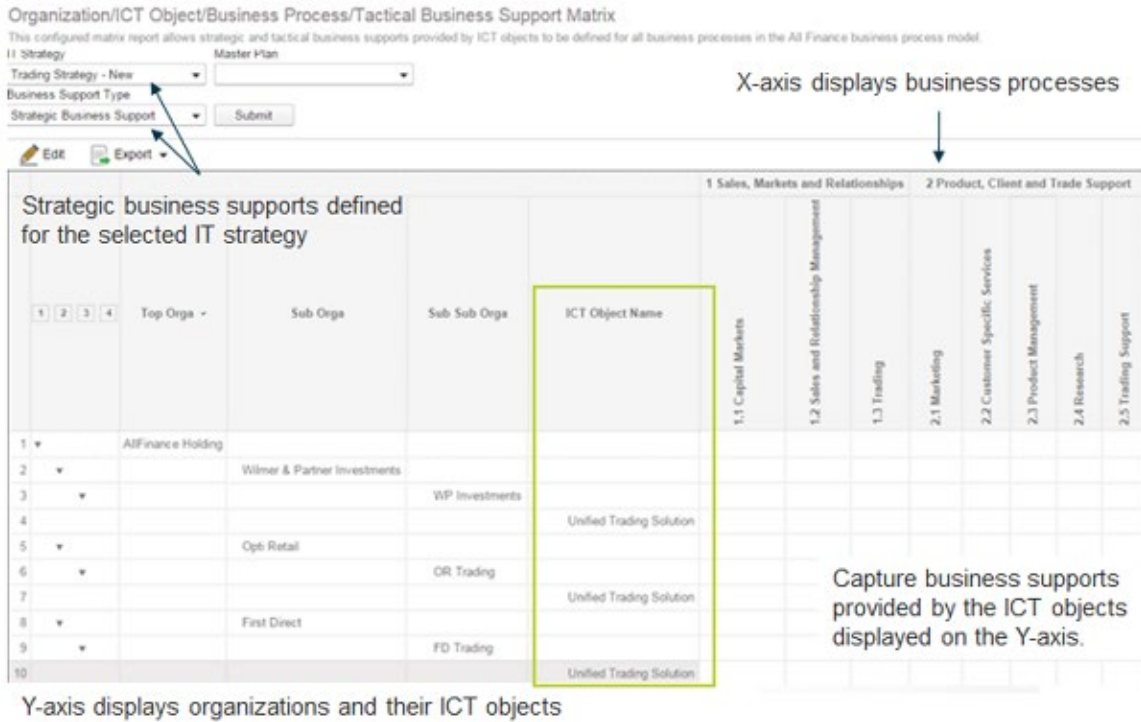 Organization/ICT Object/Business Process/Tactical Business Support Matrix
This configured matrix report allows strategic and tactical business supports provided by ICT objects to be defined for all business processes in the All Finance business process model.
IT Strategy Master Plan
Trading Strategy - New
Business Support Type
Strategic Business Support Submit
X-axis displays business processes
Edit Export
1 Sales, Markets and Relationships 2 Product, Client and Trade Support
Strategic business supports defined
for the selected IT strategy
1 2 3 4 Top Orga Sub Orga Sub Sub Orga ICT Object Name
1.1 Capital Markets
1.2 Sales and Relationship Management
1.3 Trading
2.1 Marketing
2.2 Customer Specific Services
2.3 Product Management
2.4 Research
2.5 Trading Support
1 AllFinance Holding
2 Wilmer & Partner Investments
3 WP Investments
4 Unified Trading Solution
5 Opti Retail
6 OR Trading
7 Unified Trading Solution
8 First Direct
9 FD Trading
10 Unified Trading Solution
Capture business supports
provided by the ICT objects
displayed on the Y-axis.
Y-axis displays organizations and their ICT objects